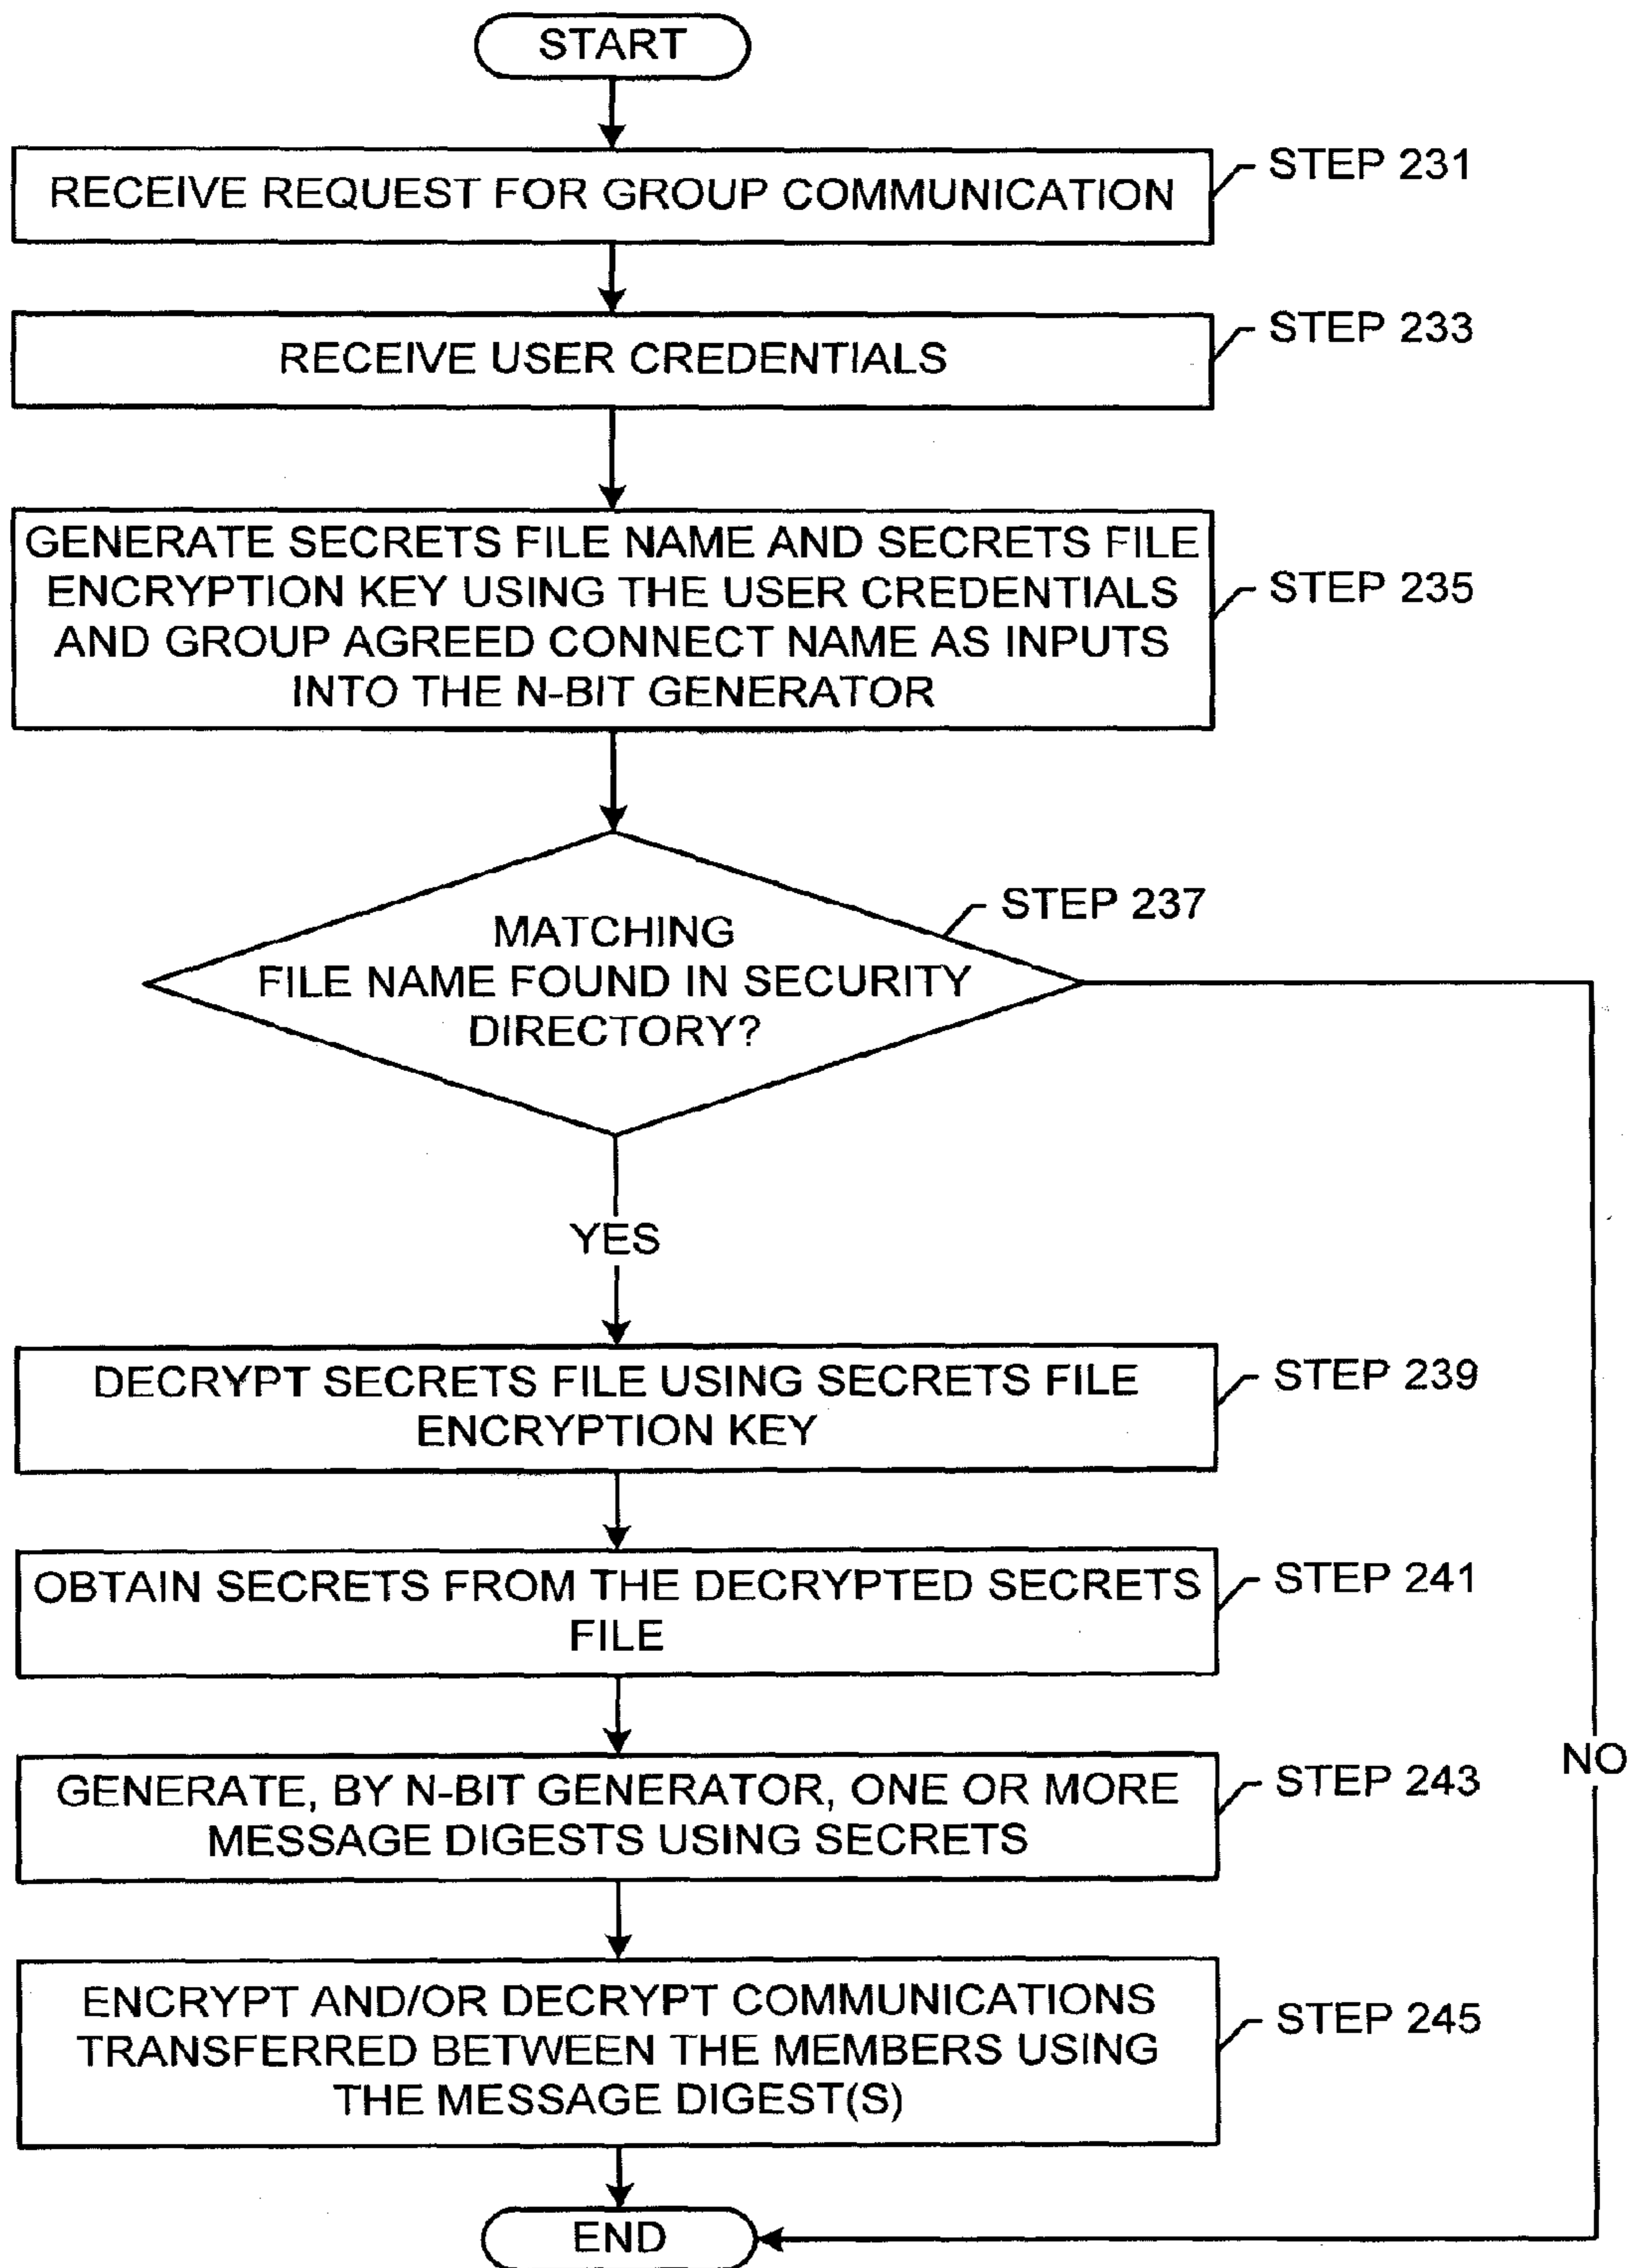 START
RECEIVE REQUEST FOR GROUP COMMUNICATION
STEP 231
RECEIVE USER CREDENTIALS
STEP 233
GENERATE SECRETS FILE NAME AND SECRETS FILE
ENCRYPTION KEY USING THE USER CREDENTIALS
AND GROUP AGREED CONNECT NAME AS INPUTS
INTO THE N-BIT GENERATOR
STEP 235
MATCHING
FILE NAME FOUND IN SECURITY
DIRECTORY?
STEP 237
YES
DECRYPT SECRETS FILE USING SECRETS FILE
ENCRYPTION KEY
STEP 239
OBTAIN SECRETS FROM THE DECRYPTED SECRETS
FILE
STEP 241
NO
GENERATE, BY N-BIT GENERATOR, ONE OR MORE
MESSAGE DIGESTS USING SECRETS
STEP 243
ENCRYPT AND/OR DECRYPT COMMUNICATIONS
TRANSFERRED BETWEEN THE MEMBERS USING
THE MESSAGE DIGEST(S)
STEP 245
END